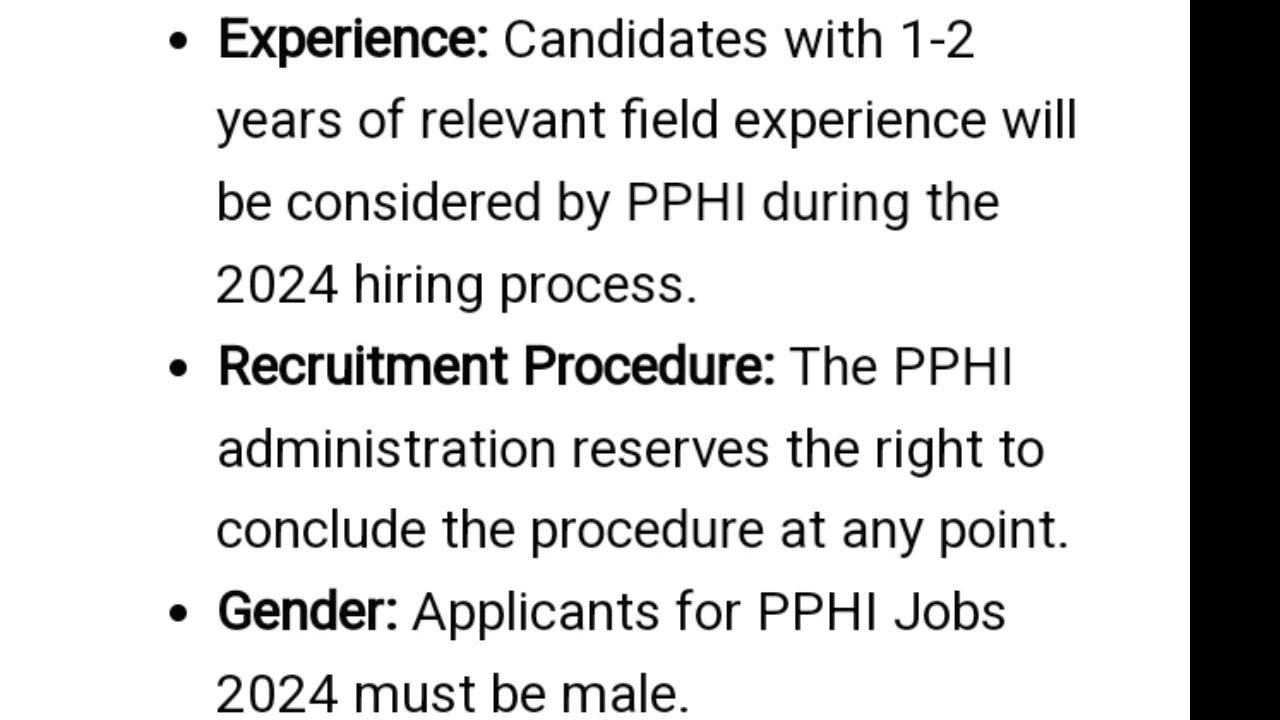 • Experience: Candidates with 1-2
years of relevant field experience will
be considered by PPHI during the
2024 hiring process.
• Recruitment Procedure: The PPHI
administration reserves the right to
conclude the procedure at any point.
• Gender: Applicants for PPHI Jobs
2024 must be male.